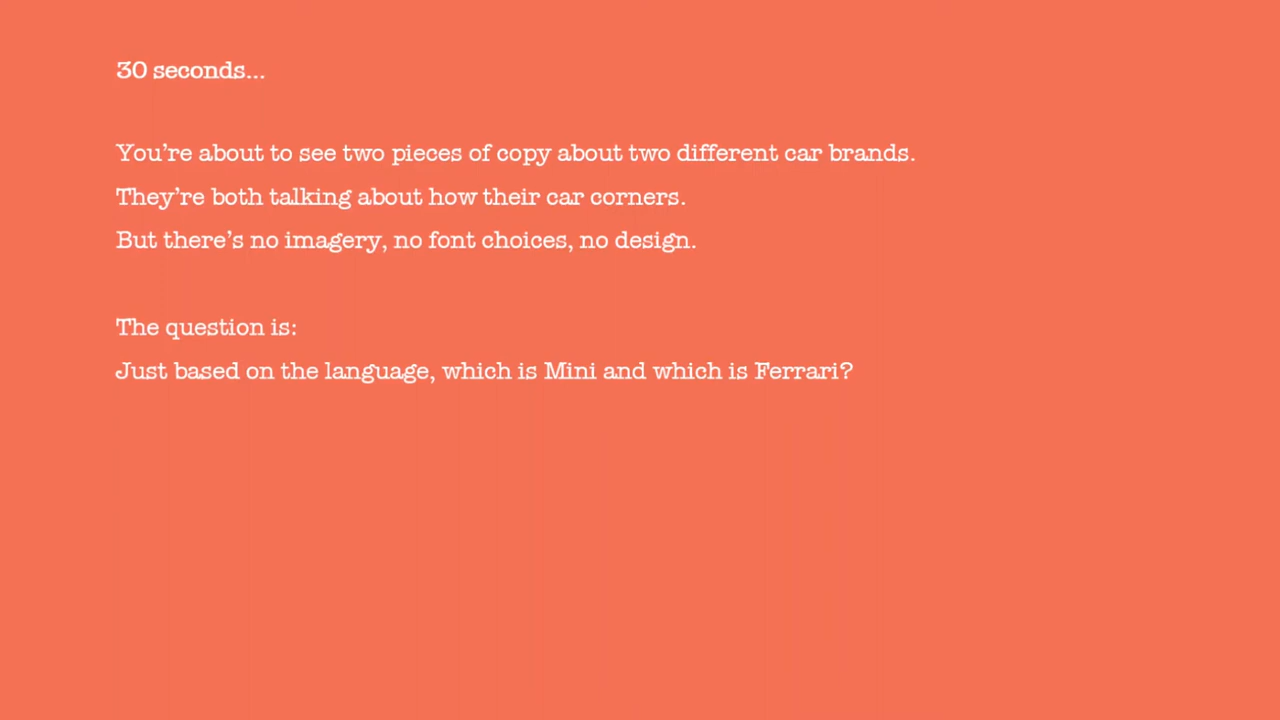 30 seconds...
You're about to see two pieces of copy about two different car brands.
They're both talking about how their car corners.
But there's no imagery, no font choices, no design.
The question is:
Just based on the language, which is Mini and which is Ferrari?